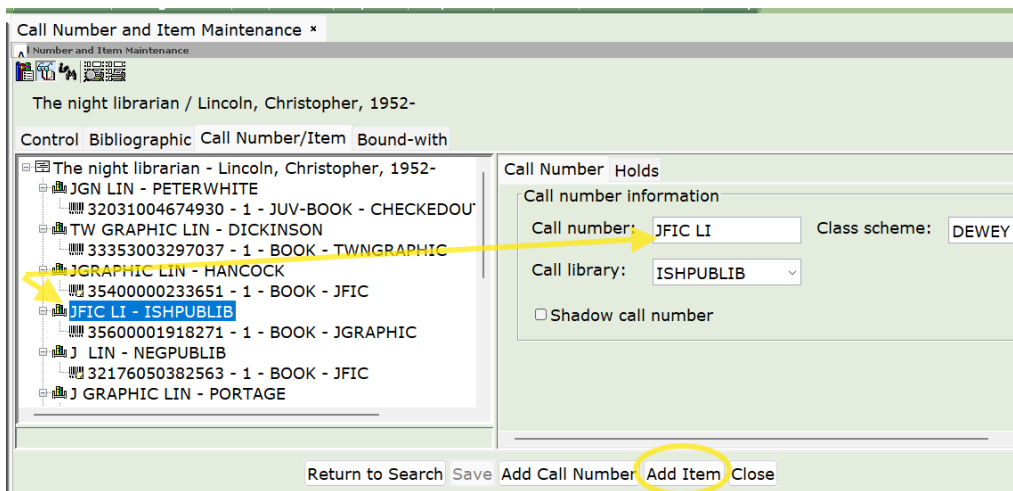 Call Number and Item Maintenance ×
l Number and Item Maintenance
The night librarian / Lincoln, Christopher, 1952-
Control Bibliographic Call Number/Item Bound-with
The night librarian - Lincoln, Christopher, 1952-
JGN LIN - PETERWHITE
32031004674930 - 1 - JUV-BOOK - CHECKEDOU
TW GRAPHIC LIN - DICKINSON
33353003297037 - 1 - BOOK - TWNGRAPHIC
JGRAPHIC LIN - HANCOCK
35400000233651 - 1 - BOOK - JFIC
JFIC LI - ISHPUBLIB
35600001918271 - 1 - BOOK - JGRAPHIC
J LIN - NEGPUBLIB
32176050382563 - 1 - BOOK - JFIC
J GRAPHIC LIN - PORTAGE
Call Number Holds
Call number information
Call number: JFIC LI Class scheme: DEWEY
Call library: ISHPUBLIB
Shadow call number
Return to Search Save Add Call Number Add Item Close